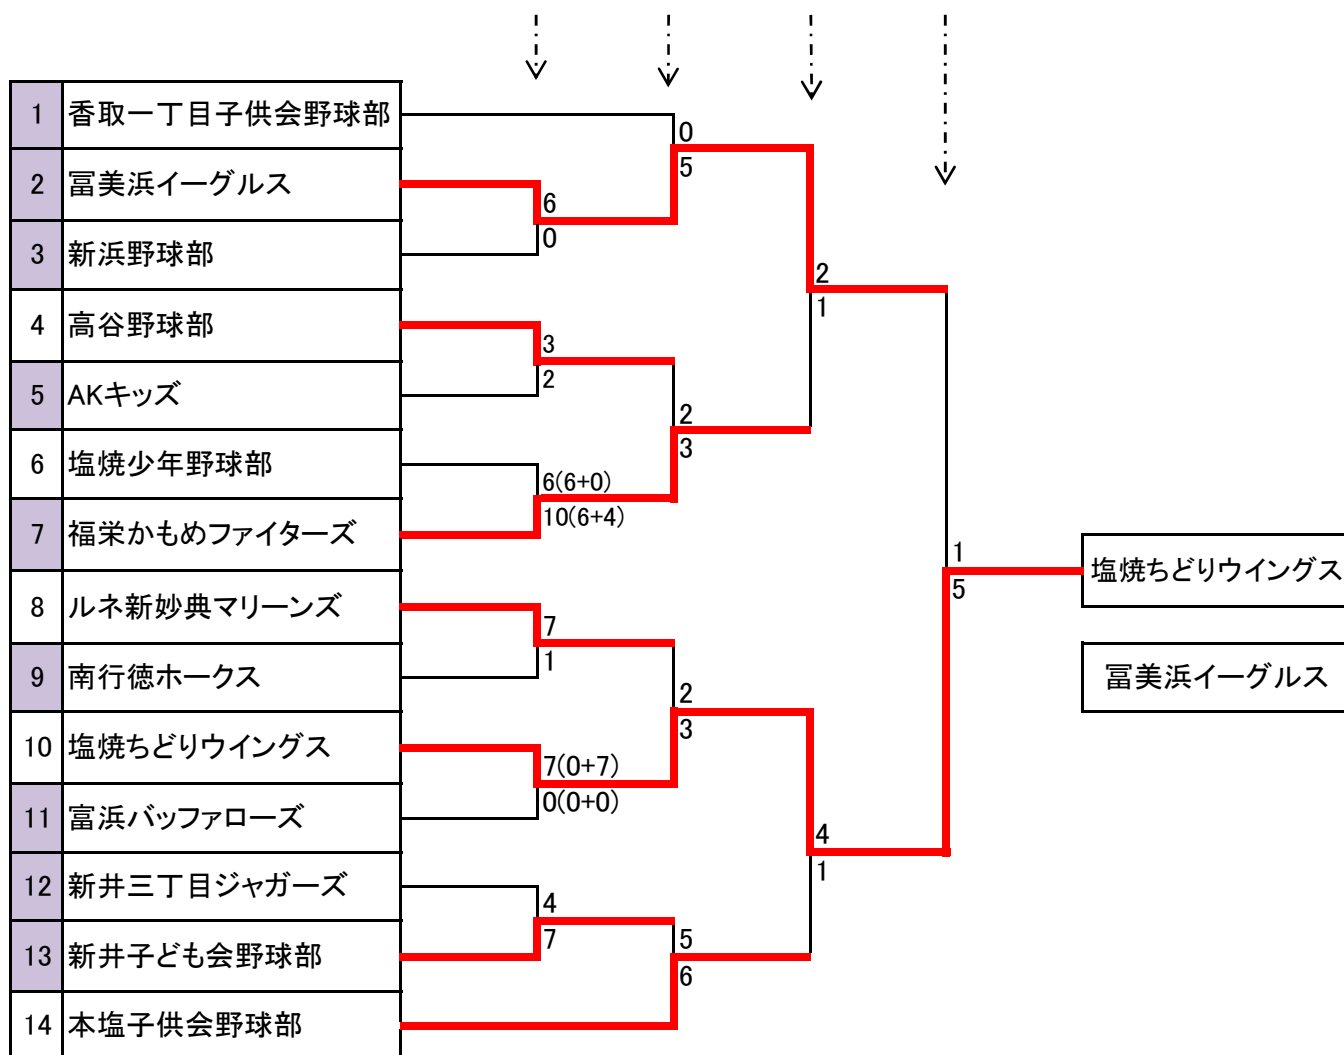 1 香取一丁目子供会野球部
2 冨美浜イーグルス
3 新浜野球部
4 高谷野球部
5 AKキッズ
6 塩焼少年野球部
7 福栄かもめファイターズ
8 ルネ新妙典マリーンズ
9 南行徳ホークス
10 塩焼ちどりウイングス
11 富浜バッファローズ
12 新井三丁目ジャガーズ
13 新井子ども会野球部
14 本塩子供会野球部
6
0
3
2
6(6+0)
10(6+4)
7
1
7(0+7)
0(0+0)
4
7
0
5
2
3
2
3
5
6
2
1
4
1
1
5
塩焼ちどりウイングス
冨美浜イーグルス